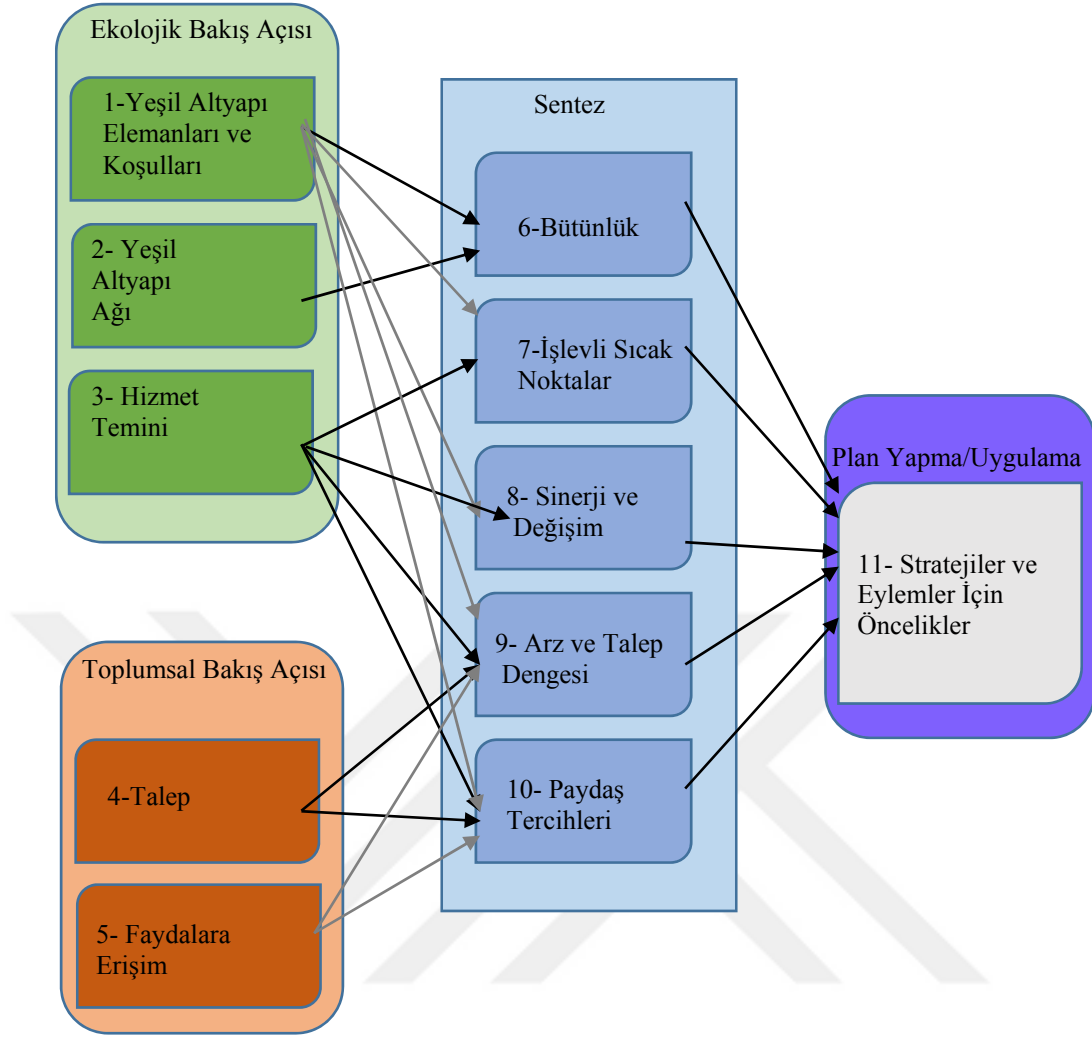 Ekolojik Bakış Açısı
1-Yeşil Altyapı
Elemanları ve
Koşulları
2- Yeşil
Altyapı
Ağı
3- Hizmet
Temini
Toplumsal Bakış Açısı
4-Talep
5- Faydalara
Erişim
Sentez
6-Bütünlük
7-İşlevli Sıcak
Noktalar
8- Sinerji ve
Değişim
9- Arz ve Talep
Dengesi
10- Paydaş
Tercihleri
Plan Yapma/Uygulama
11- Stratejiler ve
Eylemler İçin
Öncelikler